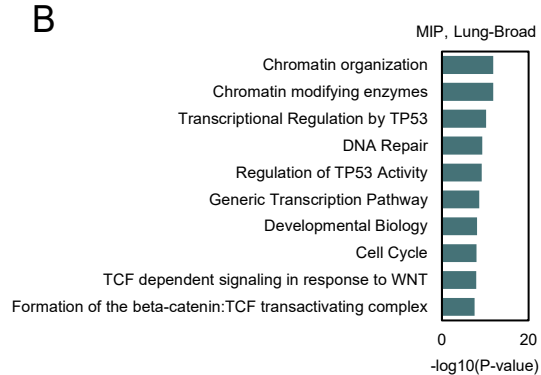 B
MIP, Lung-Broad
Chromatin organization
Chromatin modifying enzymes
Transcriptional Regulation by TP53
DNA Repair
Regulation of TP53 Activity
Generic Transcription Pathway
Developmental Biology
Cell Cycle
TCF dependent signaling in response to WNT
Formation of the beta-catenin:TCF transactivating complex
0 20
-log10(P-value)